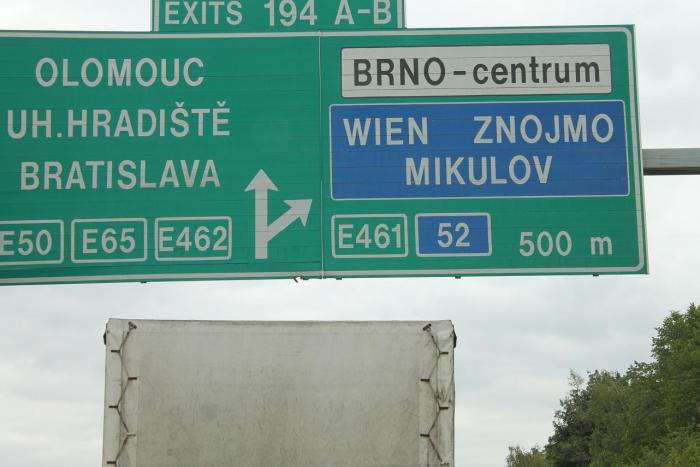 EXITS 194 A-B
OLOMOUC
UH.HRADIŠTĚ
BRATISLAVA
E50 E65 E462
BRNO-centrum
WIEN ZNOJMO
MIKULOV
E461 52 500 m